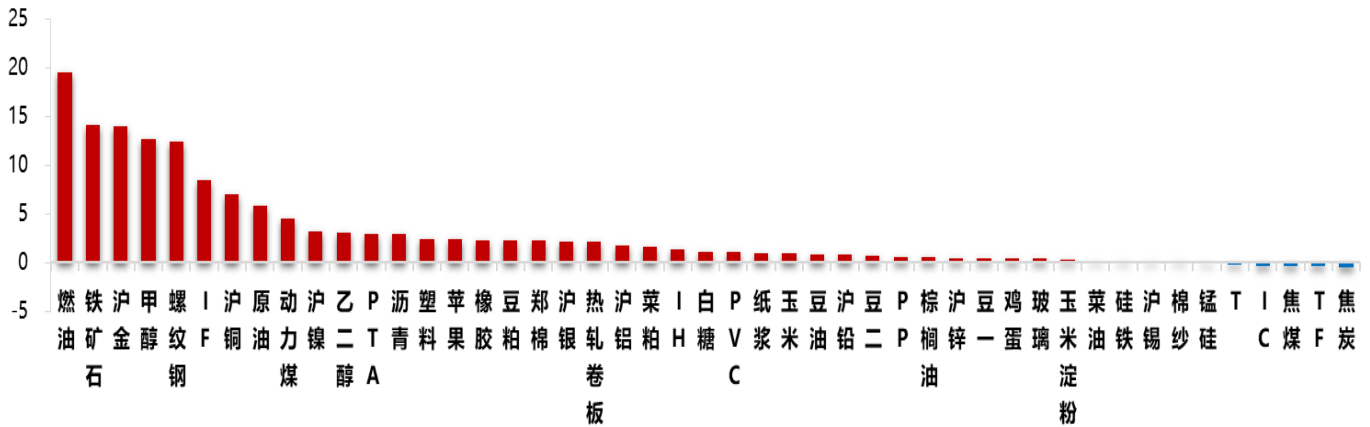 25
20
15
10
5
0
-5
燃油
铁矿石
沪金
甲醇
螺纹钢
IF
沪铜
原油
动力煤
沪镍
乙二醇
PTA
沥青
塑料
苹果
橡胶
豆粕
郑棉
沪银
热轧卷板
沪铝
菜粕
IH
白糖
PVC
纸浆
玉米
豆油
沪铅
豆二
PP
棕榈油
沪锌
豆一
鸡蛋
玻璃
玉米淀粉
菜油
硅铁
沪锡
棉纱
锰硅
T
IC
焦煤
TF
焦炭